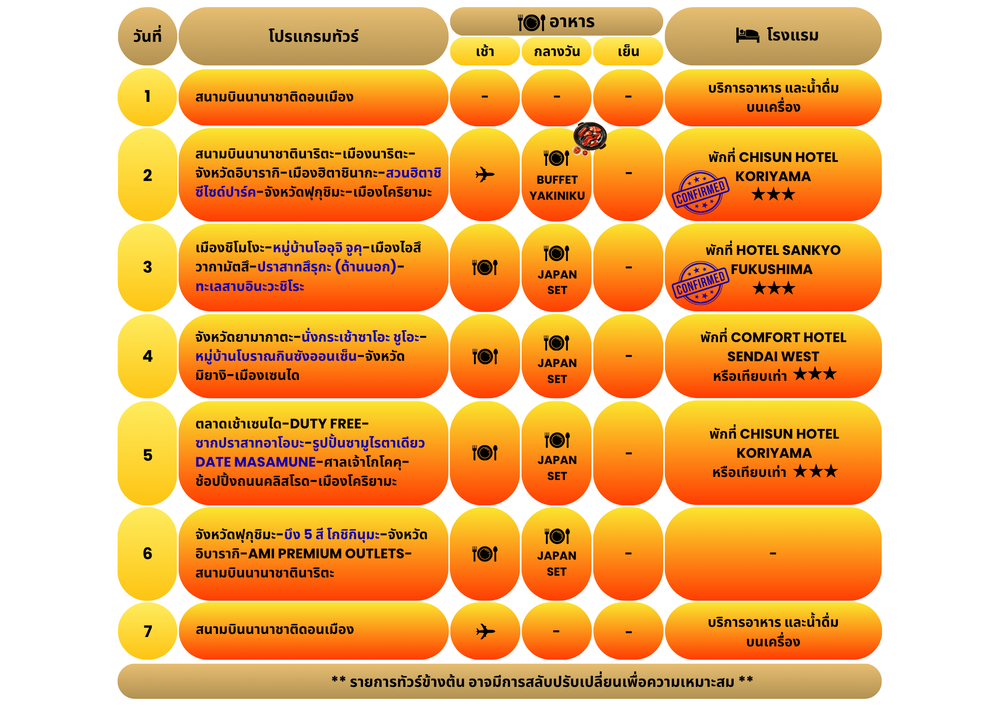 วันที่
โปรแกรมทัวร์
อาหาร
เช้า
กลางวัน
เย็น
โรงแรม
1
สนามบินนานาชาติดอนเมือง
-
-
-
บริการอาหาร และน้ำดื่ม
บนเครื่อง
2
สนามบินนานาชาตินาริตะ-เมืองนาริตะ-
จังหวัดอิบารากิ-เมืองฮิตาชินากะ-สวนฮิตาชิ
ซีไซด์ปาร์ค-จังหวัดฟุกุชิมะ-เมืองโคริยามะ
BUFFET
YAKINIKU
-
พักที่ CHISUN HOTEL
KORIYAMA
★★★
CONFIRMED
3
เมืองชิโมโงะ-หมู่บ้านโออุจิ จูคุ-เมืองไอสึ
วากามัตสึ-ปราสาทสึรุกะ (ด้านนอก)-
ทะเลสาบอินะวะชิโระ
JAPAN
SET
-
พักที่ HOTEL SANKYO
FUKUSHIMA
★★★
CONFIRMED
4
จังหวัดยามากาตะ-นั่งกระเช้าซาโอะ ชูโอะ-
หมู่บ้านโบราณกินซังออนเซ็น-จังหวัด
มิยางิ-เมืองเซนได
JAPAN
SET
-
พักที่ COMFORT HOTEL
SENDAI WEST
หรือเทียบเท่า ★★★
5
ตลาดเช้าเซนได-DUTY FREE-
ซากปราสาทอาโอบะ-รูปปั้นซามูไรตาเดียว
DATE MASAMUNE-ศาลเจ้าโกโคคุ-
ช้อปปิ้งถนนคลิสโรด-เมืองโคริยามะ
JAPAN
SET
-
พักที่ CHISUN HOTEL
KORIYAMA
หรือเทียบเท่า ★★★
6
จังหวัดฟุกุชิมะ-บึง 5 สี โกชิกินุมะ-จังหวัด
อิบารากิ-AMI PREMIUM OUTLETS-
สนามบินนานาชาตินาริตะ
JAPAN
SET
-
-
7
สนามบินนานาชาติดอนเมือง
-
-
บริการอาหาร และน้ำดื่ม
บนเครื่อง
** รายการทัวร์ข้างต้น อาจมีการสลับปรับเปลี่ยนเพื่อความเหมาะสม **